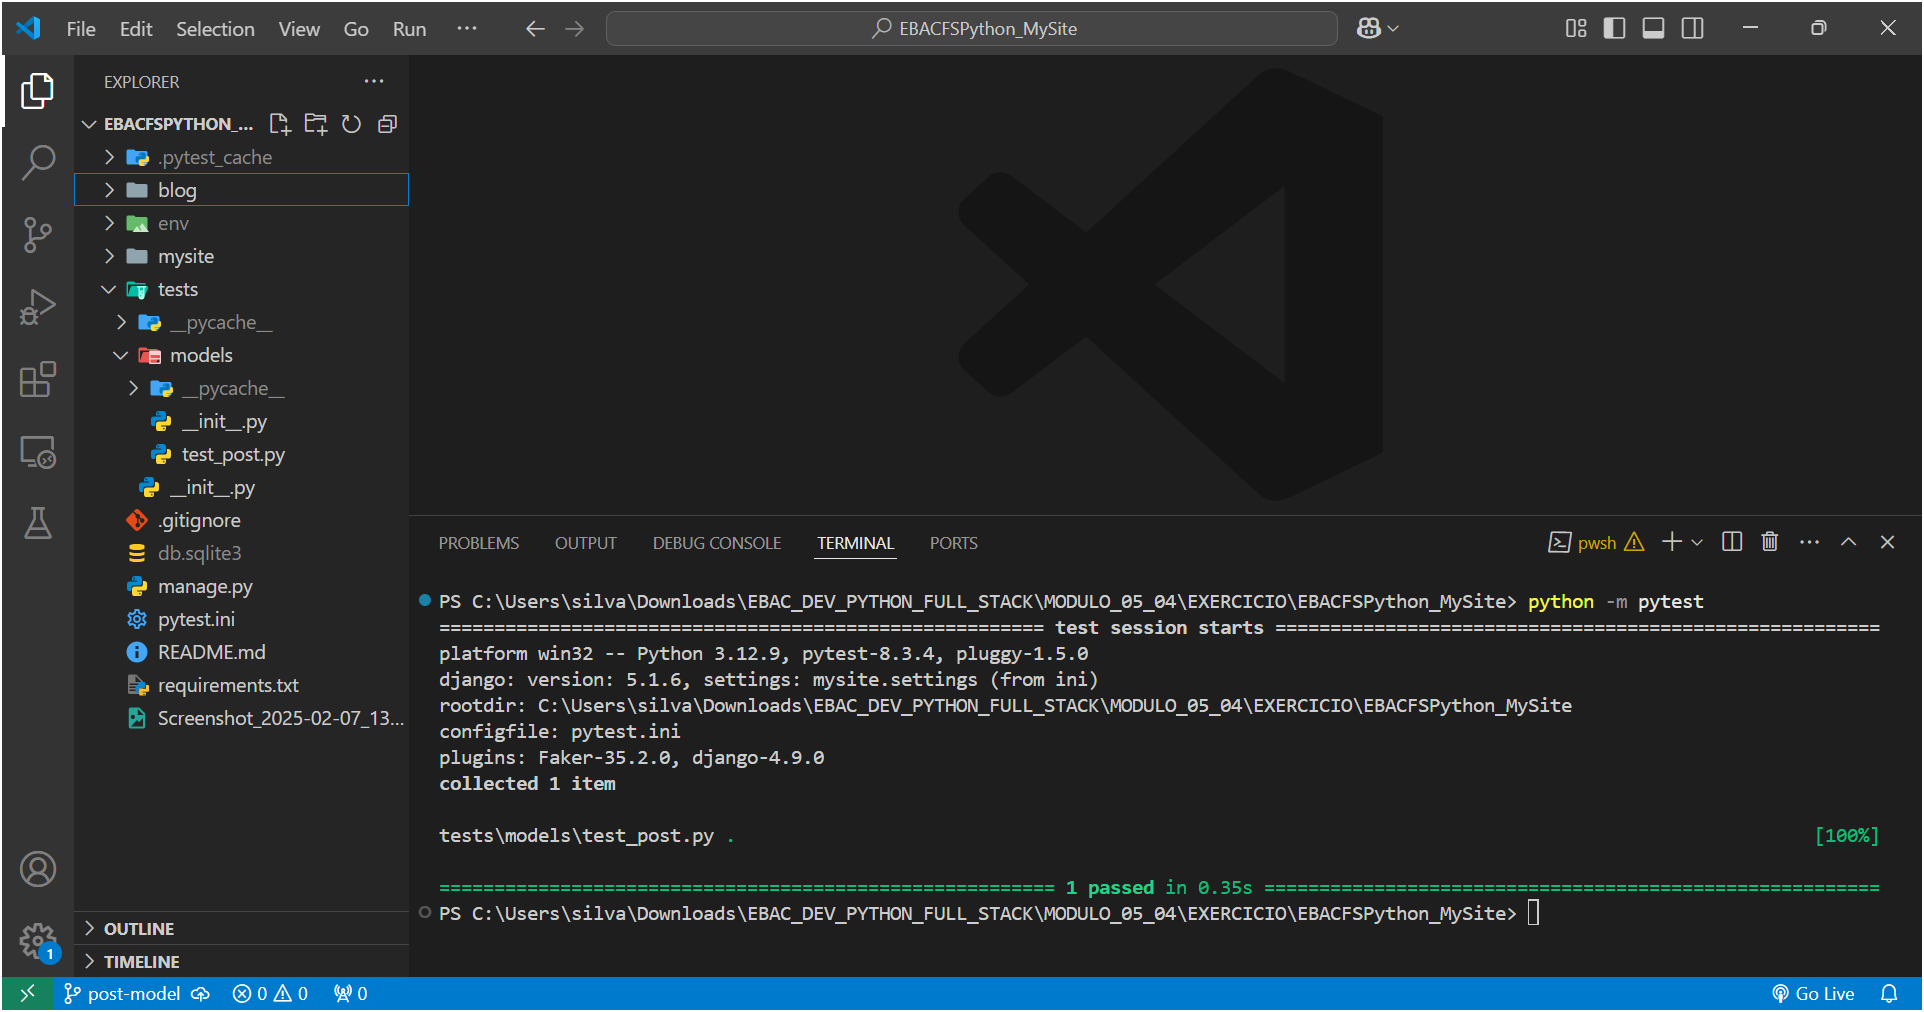 File Edit Selection View Go Run ···
EBACFSPython_MySite
EXPLORER ···
EBACFSPYTHON_...
.pytest_cache
blog
env
mysite
tests
__pycache__
models
__pycache__
__init__.py
test_post.py
__init__.py
.gitignore
db.sqlite3
manage.py
pytest.ini
README.md
requirements.txt
Screenshot_2025-02-07_13...
OUTLINE
TIMELINE
PROBLEMS OUTPUT DEBUG CONSOLE TERMINAL PORTS
pwsh
PS C:\Users\silva\Downloads\EBAC_DEV_PYTHON_FULL_STACK\MODULO_05_04\EXERCICIO\EBACFSPython_MySite> python -m pytest
======================================================= test session starts =======================================================
platform win32 -- Python 3.12.9, pytest-8.3.4, pluggy-1.5.0
django: version: 5.1.6, settings: mysite.settings (from ini)
rootdir: C:\Users\silva\Downloads\EBAC_DEV_PYTHON_FULL_STACK\MODULO_05_04\EXERCICIO\EBACFSPython_MySite
configfile: pytest.ini
plugins: Faker-35.2.0, django-4.9.0
collected 1 item
tests\models\test_post.py . [100%]
======================================================== 1 passed in 0.35s ========================================================
PS C:\Users\silva\Downloads\EBAC_DEV_PYTHON_FULL_STACK\MODULO_05_04\EXERCICIO\EBACFSPython_MySite>
1
post-model 0 0 0 Go Live